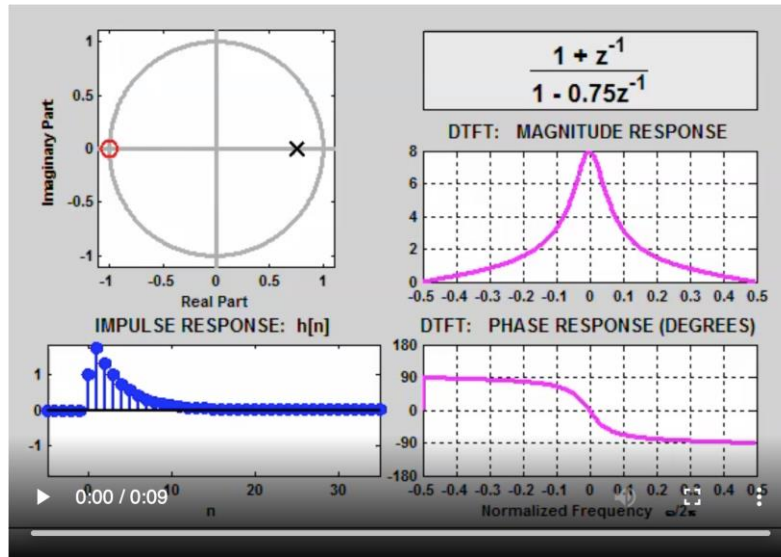 1 + z^-1
1 - 0.75z^-1
1
0.5
0
-0.5
-1
Imaginary Part
-1 -0.5 0 0.5 1
Real Part
DTFT: MAGNITUDE RESPONSE
8
6
4
2
0
-0.5 -0.4 -0.3 -0.2 -0.1 0 0.1 0.2 0.3 0.4 0.5
IMPULSE RESPONSE: h[n]
1
0
-1
0 10 20 30
n
DTFT: PHASE RESPONSE (DEGREES)
180
90
0
-90
-180
-0.5 -0.4 -0.3 -0.2 -0.1 0 0.1 0.2 0.3 0.4 0.5
Normalized Frequency ω/2π
0:00 / 0:09